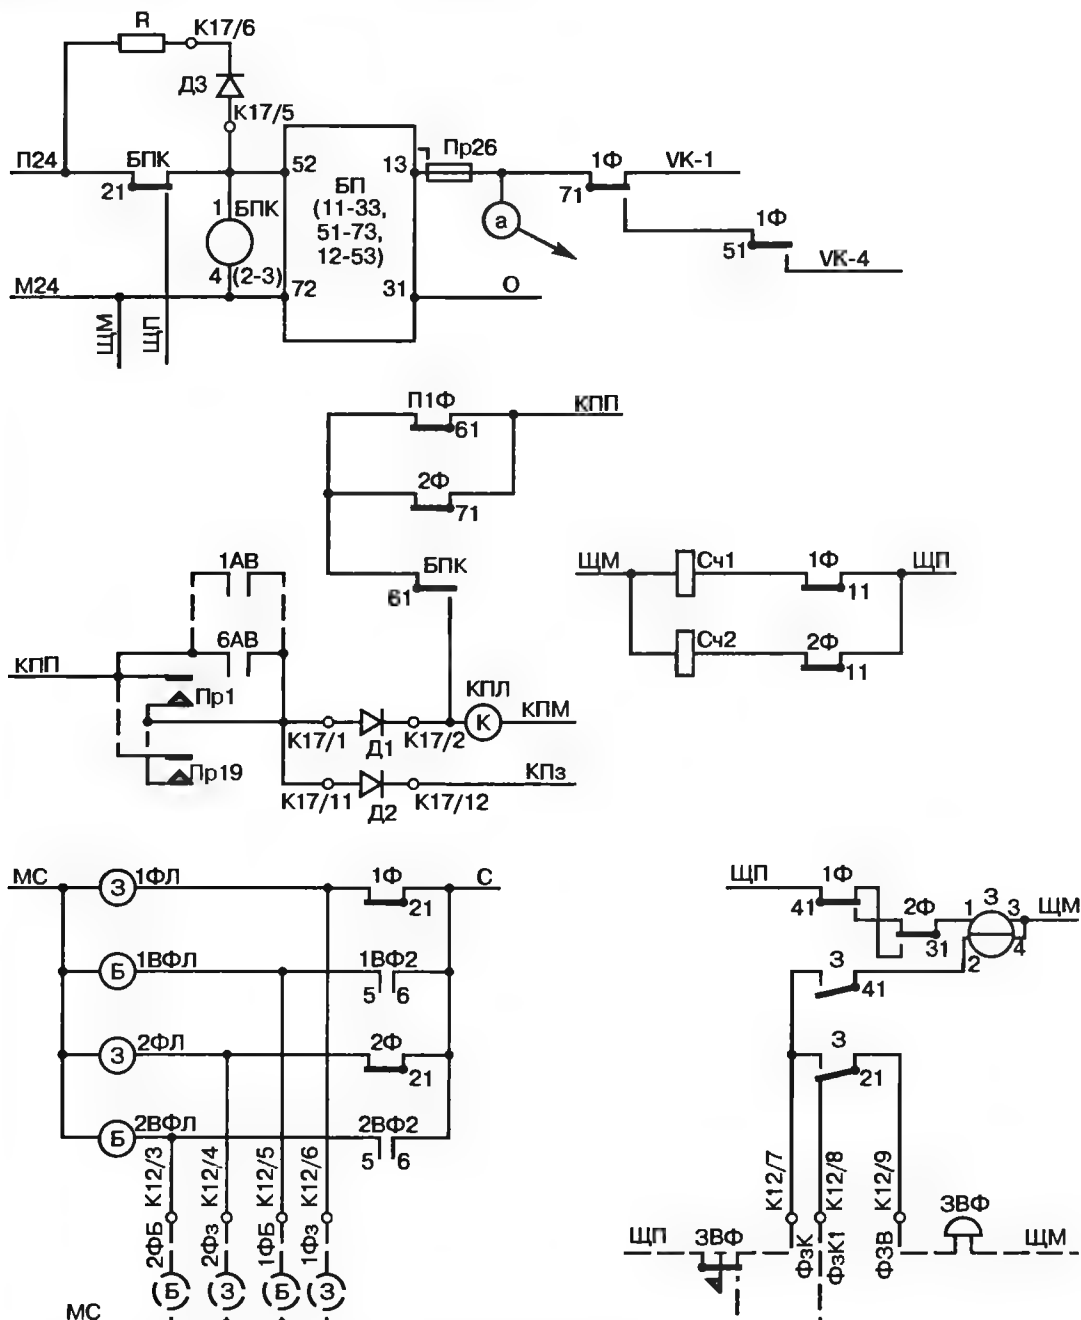 R
К17/6
Д3
К17/5
П24
БПК
21
52
13
Пр26
1Ф
VK-1
71
БП
(11-33,
51-73,
12-53)
1
БПК
а
1Ф
51
VK-4
4
(2-3)
М24
72
31
О
ЩМ
ЩП
П1Ф
КПП
61
2Ф
71
БПК
61
1АВ
6АВ
КПП
Пр1
Пр19
К17/1
Д1
К17/2
КПЛ
К
КПМ
К17/11
Д2
К17/12
КПз
ЩМ
Сч1
1Ф
ЩП
11
Сч2
2Ф
11
МС
З
1ФЛ
1Ф
С
21
Б
1ВФЛ
1ВФ2
5
6
З
2ФЛ
2Ф
21
Б
2ВФЛ
2ВФ2
5
6
К12/3
К12/4
К12/5
К12/6
2ФБ
2Фз
1ФБ
1Фз
Б
З
Б
З
МС
ЩП
1Ф
41
2Ф
31
1
З
3
ЩМ
2
4
З
41
З
21
К12/7
К12/8
К12/9
ЩП
ЗВФ
ФзК
ФзК1
ФЗВ
ЗВФ
ЩМ